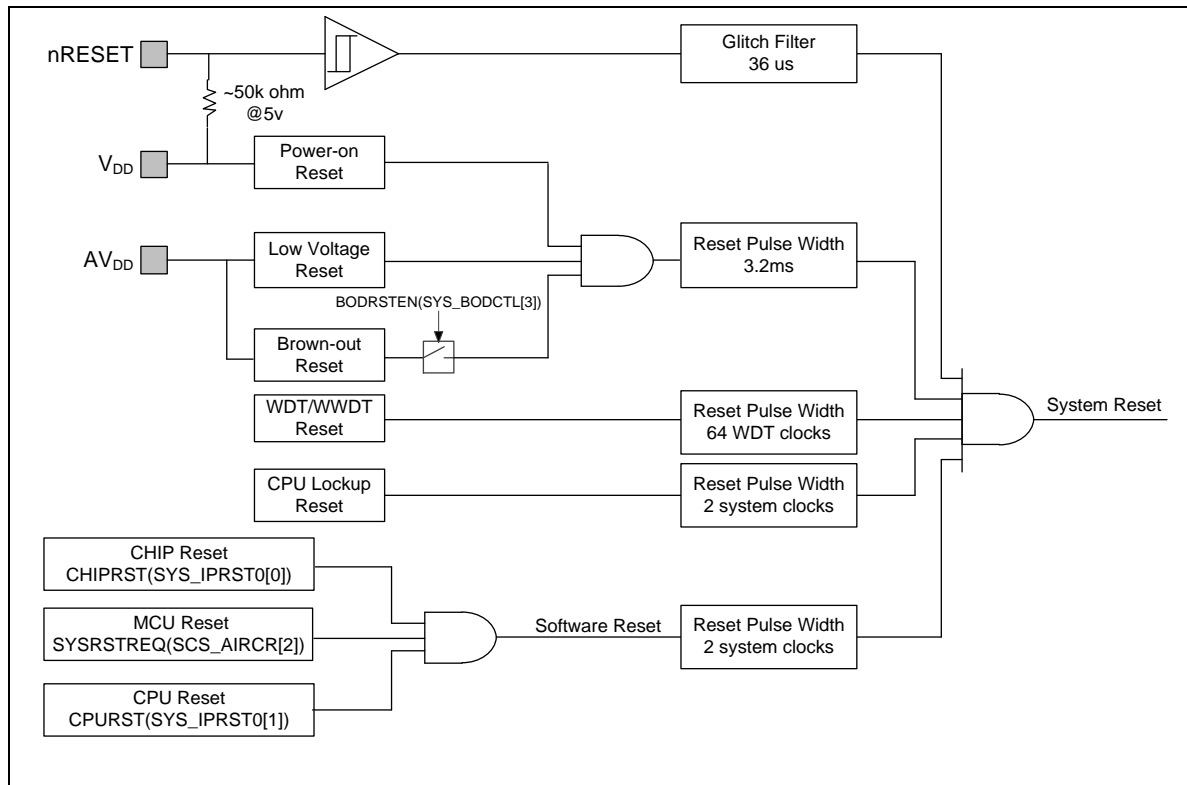 nRESET
Glitch Filter
36 us
~50k ohm
@5v
VDD
Power-on
Reset
AVDD
Low Voltage
Reset
Reset Pulse Width
3.2ms
BODRSTEN(SYS_BODCTL[3])
Brown-out
Reset
WDT/WWDT
Reset
Reset Pulse Width
64 WDT clocks
System Reset
CPU Lockup
Reset
Reset Pulse Width
2 system clocks
CHIP Reset
CHIPRST(SYS_IPRST0[0])
MCU Reset
SYSRSTREQ(SCS_AIRCR[2])
Software Reset
Reset Pulse Width
2 system clocks
CPU Reset
CPURST(SYS_IPRST0[1])